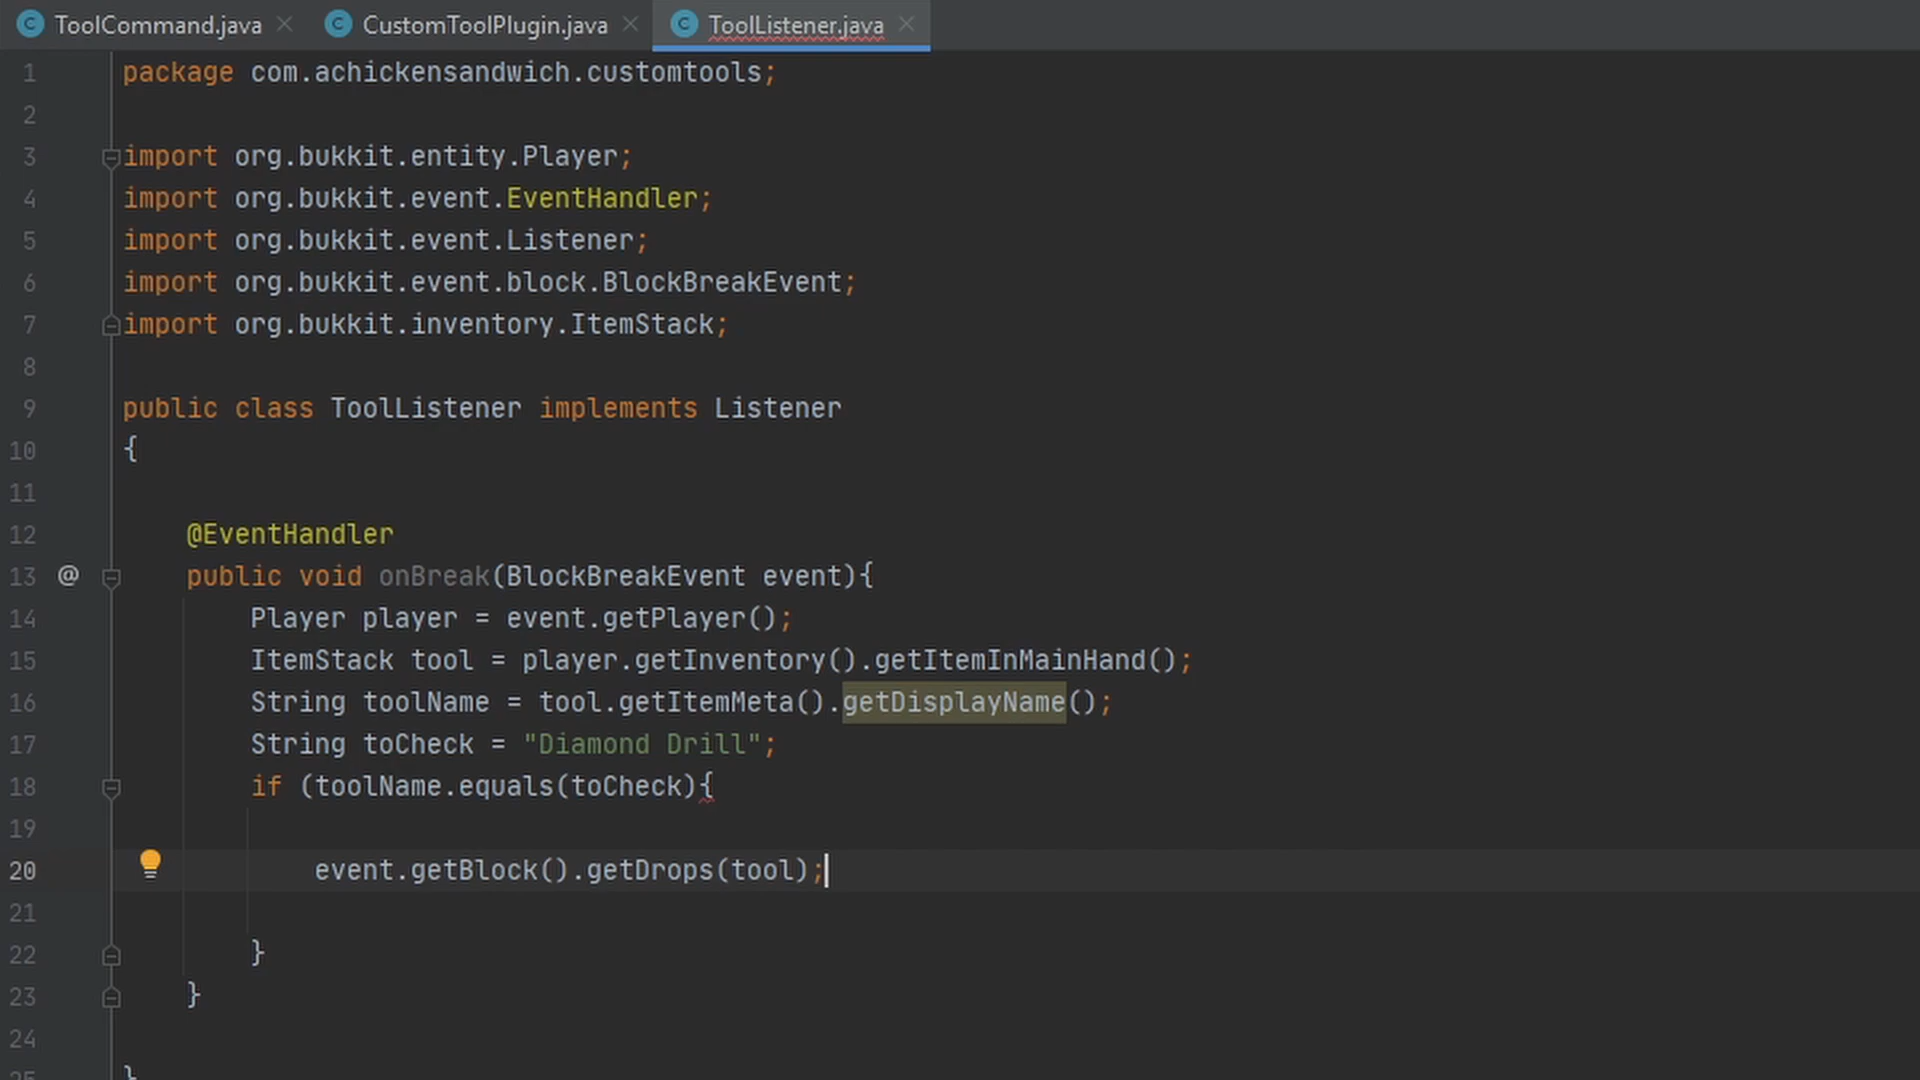 ToolCommand.java CustomToolPlugin.java ToolListener.java
1 package com.achickensandwich.customtools;
2
3 import org.bukkit.entity.Player;
4 import org.bukkit.event.EventHandler;
5 import org.bukkit.event.Listener;
6 import org.bukkit.event.block.BlockBreakEvent;
7 import org.bukkit.inventory.ItemStack;
8
9 public class ToolListener implements Listener
10 {
11
12 @EventHandler
13 @ public void onBreak(BlockBreakEvent event){
14 Player player = event.getPlayer();
15 ItemStack tool = player.getInventory().getItemInMainHand();
16 String toolName = tool.getItemMeta().getDisplayName();
17 String toCheck = "Diamond Drill";
18 if (toolName.equals(toCheck){
19
20 event.getBlock().getDrops(tool);
21
22 }
23 }
24
25 }